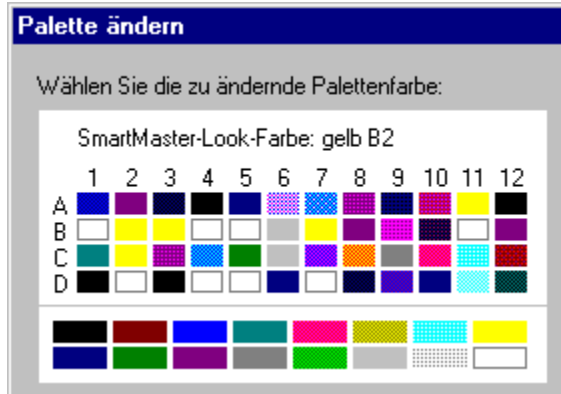 Palette ändern
Wählen Sie die zu ändernde Palettenfarbe:
SmartMaster-Look-Farbe: gelb B2
1 2 3 4 5 6 7 8 9 10 11 12
A
B
C
D